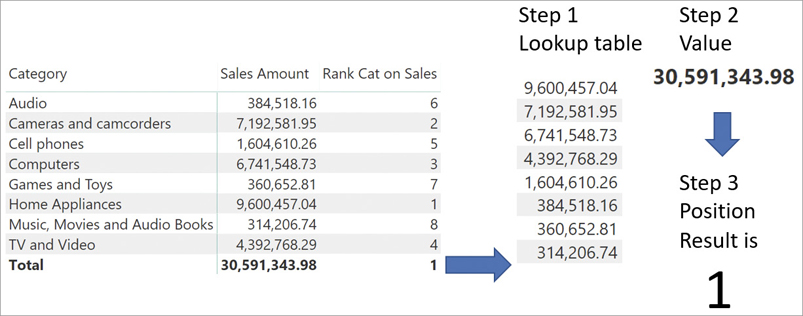 Category Sales Amount Rank Cat on Sales
Audio 384,518.16 6
Cameras and camcorders 7,192,581.95 2
Cell phones 1,604,610.26 5
Computers 6,741,548.73 3
Games and Toys 360,652.81 7
Home Appliances 9,600,457.04 1
Music, Movies and Audio Books 314,206.74 8
TV and Video 4,392,768.29 4
Total 30,591,343.98 1
Step 1
Lookup table
9,600,457.04
7,192,581.95
6,741,548.73
4,392,768.29
1,604,610.26
384,518.16
360,652.81
314,206.74
Step 2
Value
30,591,343.98
Step 3
Position
Result is
1